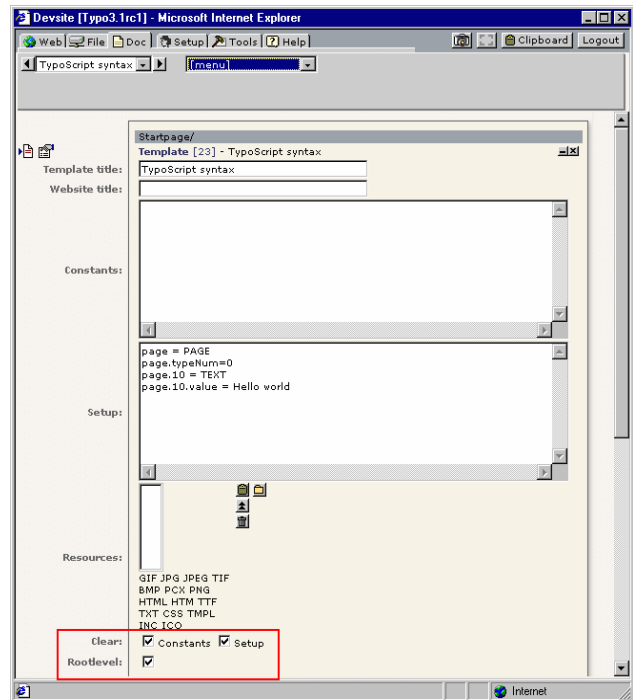 Devsite [Typo3.1rc1] - Microsoft Internet Explorer
Web File Doc Setup Tools Help Clipboard Logout
TypoScript syntax [menu]
Startpage/
Template [23] - TypoScript syntax
Template title: TypoScript syntax
Website title:
Constants:
page = PAGE
page.typeNum=0
page.10 = TEXT
page.10.value = Hello world
Setup:
Resources:
GIF JPG JPEG TIF
BMP PCX PNG
HTML HTM TTF
TXT CSS TMPL
INC ICO
Clear: Constants Setup
Rootlevel:
Internet